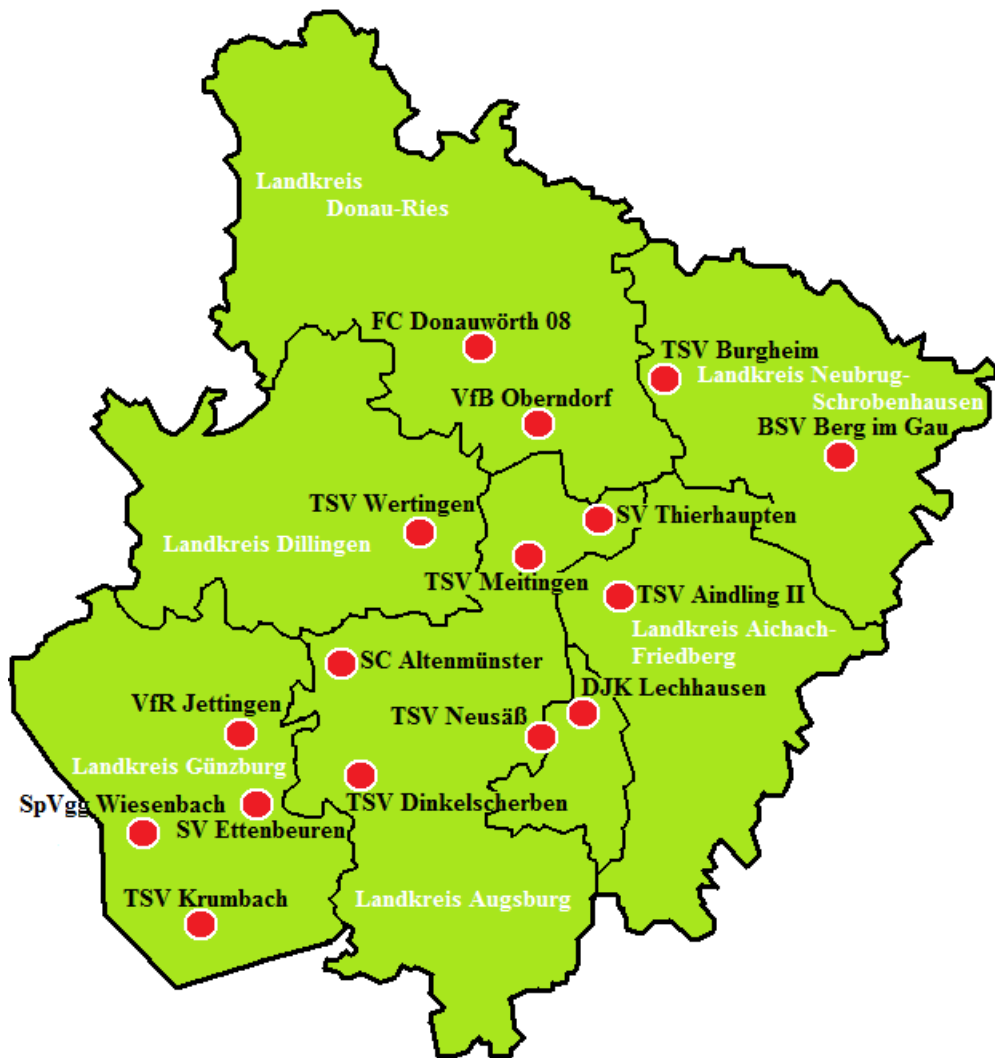 Landkreis
Donau-Ries
FC Donauwörth 08
TSV Burgheim
Landkreis Neubrug-
Schrobenhausen
VfB Oberndorf
BSV Berg im Gau
TSV Wertingen
SV Thierhaupten
Landkreis Dillingen
TSV Meitingen
TSV Aindling II
Landkreis Aichach-
Friedberg
SC Altenmünster
DJK Lechhausen
VfR Jettingen
TSV Neusäß
Landkreis Günzburg
SpVgg Wiesenbach
TSV Dinkelscherben
SV Ettenbeuren
TSV Krumbach
Landkreis Augsburg